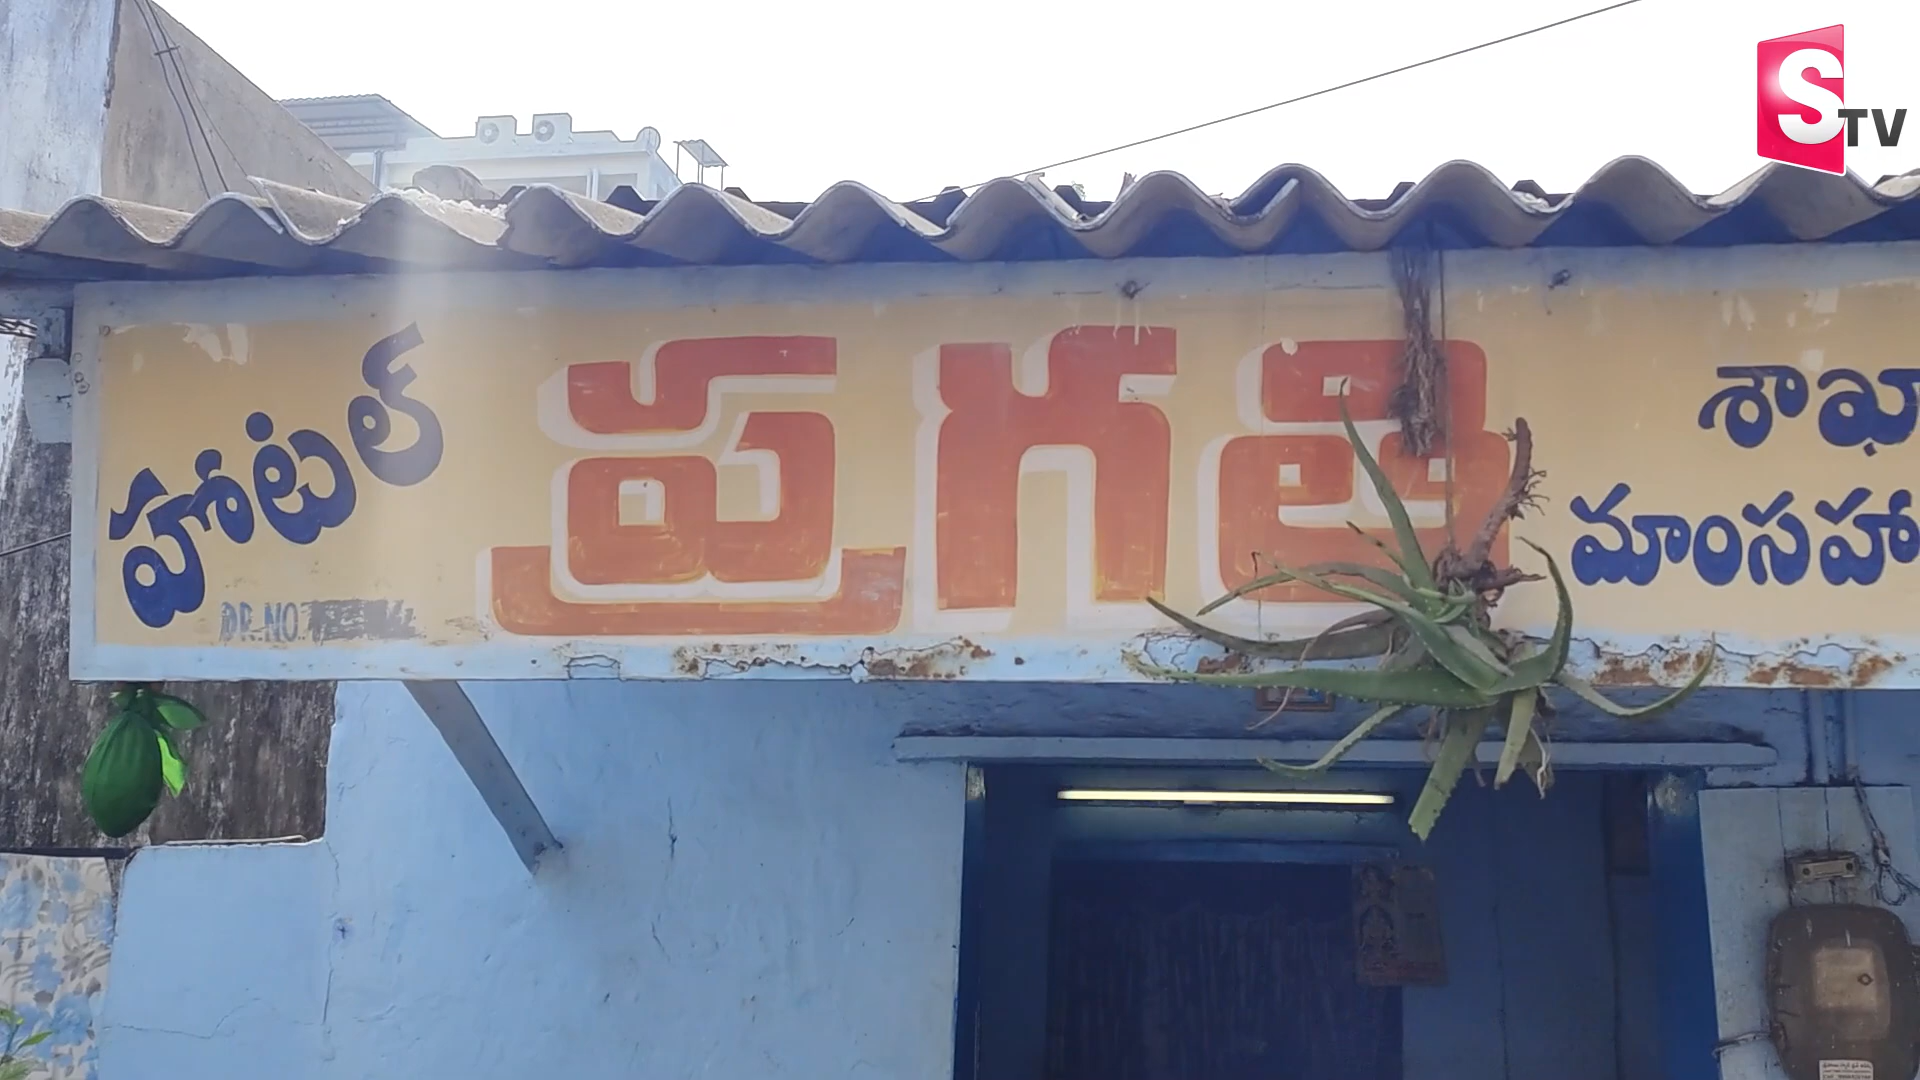 హోటల్
ప్రగతి
DR.NO.
శాఖా
మాంసహా
STV